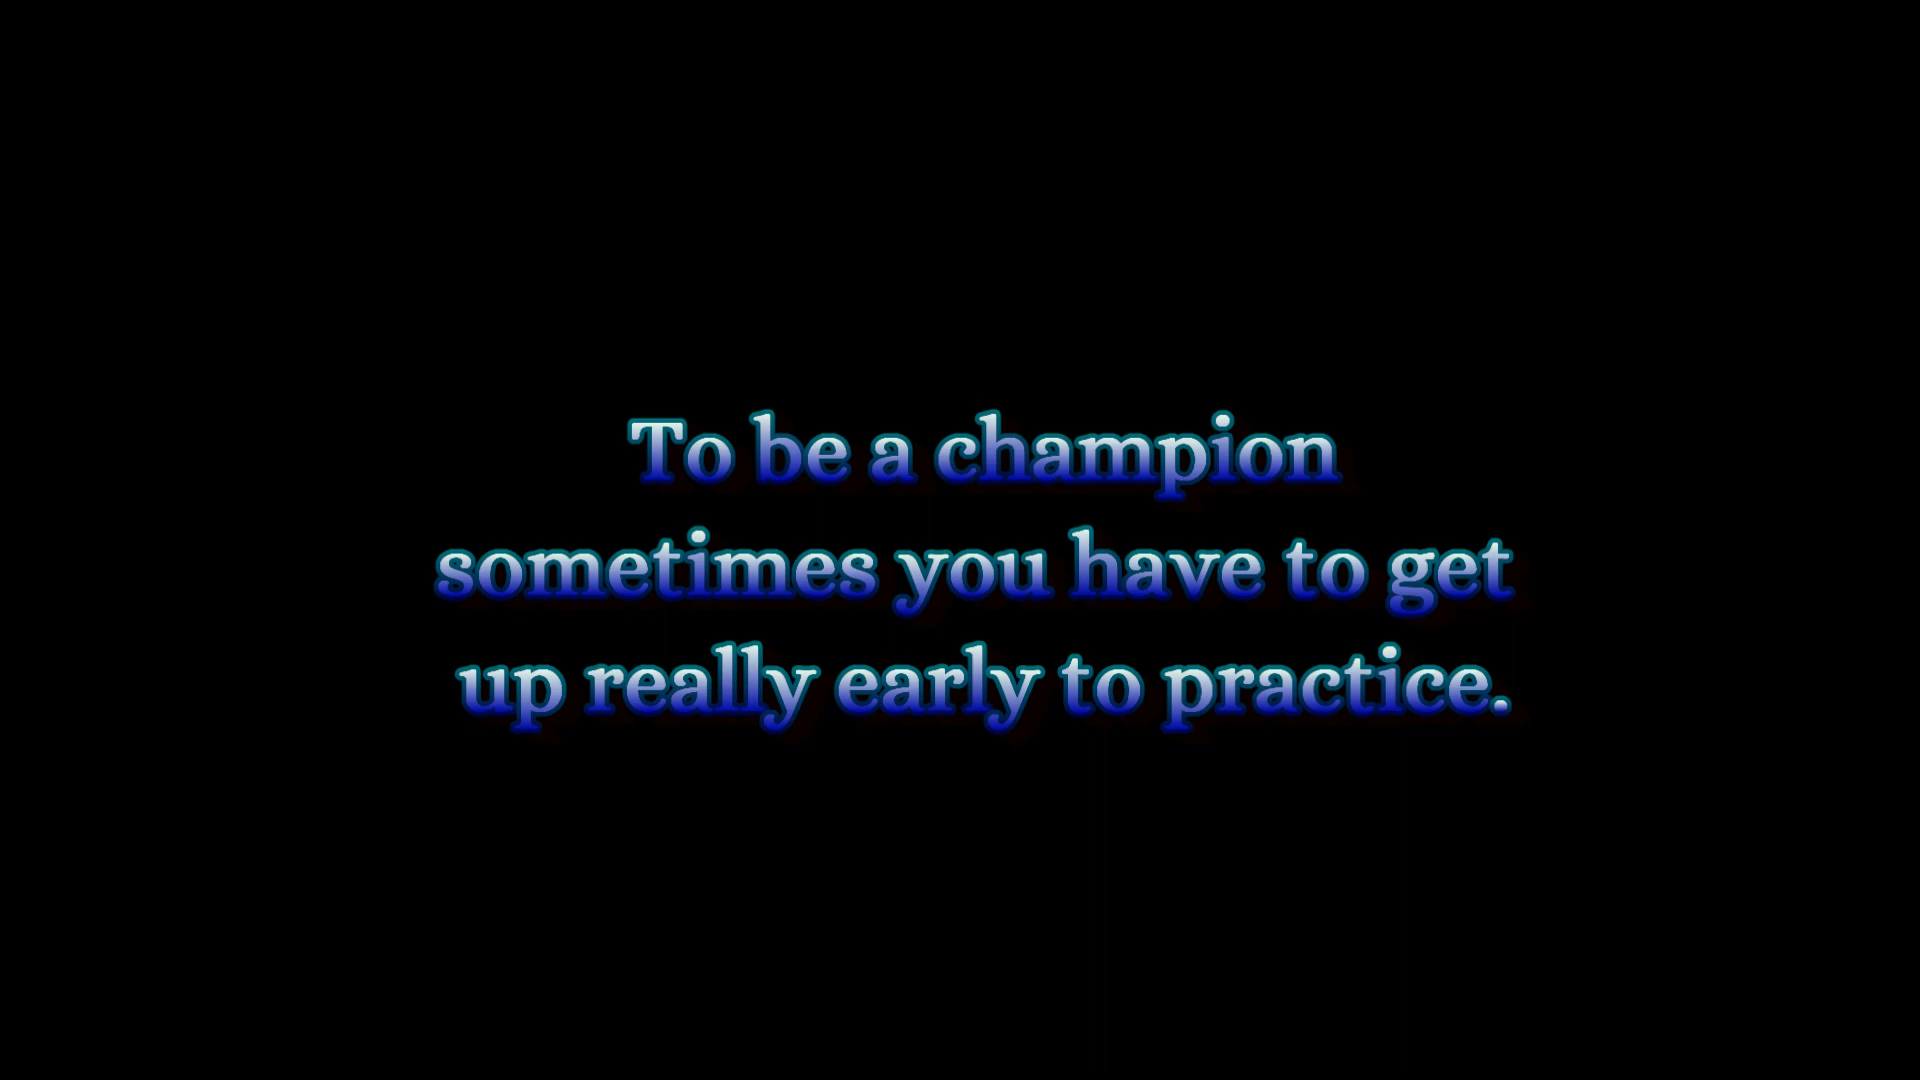 To be a champion
sometimes you have to get
up really early to practice.